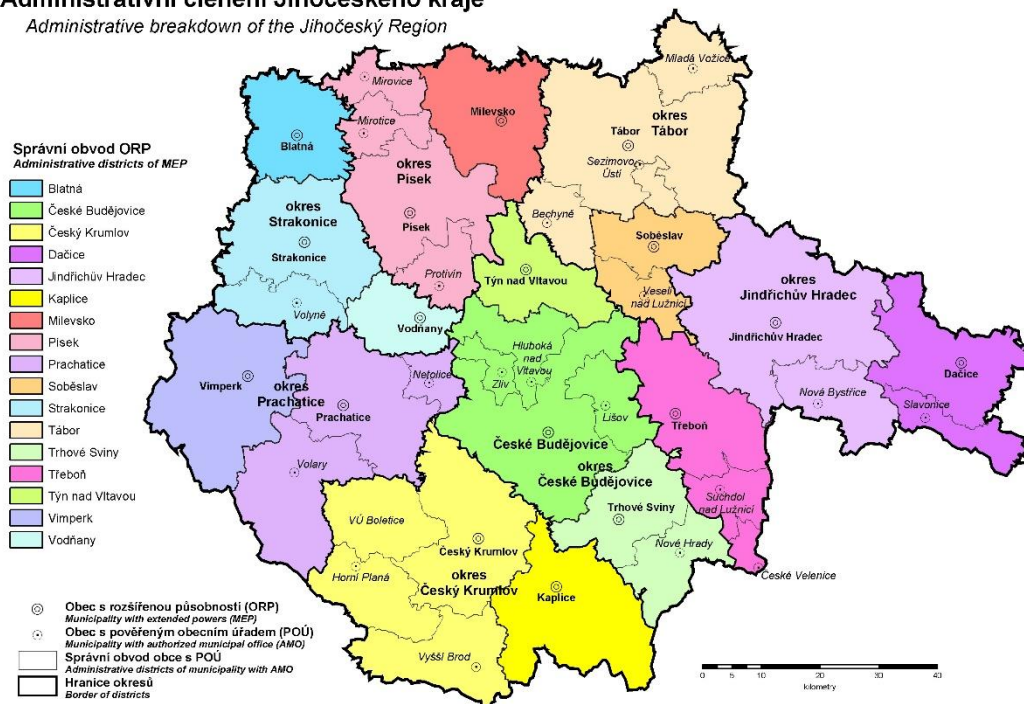 Administrativní členění Jihočeského kraje
Administrative breakdown of the Jihočeský Region
Mladá Vožice
Mirovice
Milevsko
okres
Tábor
Mirotice
Tábor
Blatná
Sezimovo
Ústí
okres
Písek
Písek
Bechyně
okres
Strakonice
Strakonice
Soběslav
Protivín
Týn nad Vltavou
Veselí
nad Lužnicí
okres
Jindřichův Hradec
Jindřichův Hradec
Volyně
Vodňany
Hluboká
nad
Vltavou
Zliv
Netolice
Vimperk
okres
Prachatice
Prachatice
Lišov
Třeboň
Nová Bystřice
Dačice
Slavonice
České Budějovice
okres
České Budějovice
Volary
Suchdol
nad Lužnicí
Trhové Sviny
VÚ Boletice
Nové Hrady
Český Krumlov
České Velenice
Horní Planá
okres
Český Krumlov
Kaplice
Vyšší Brod
Správní obvod ORP
Administrative districts of MEP
Blatná
České Budějovice
Český Krumlov
Dačice
Jindřichův Hradec
Kaplice
Milevsko
Písek
Prachatice
Soběslav
Strakonice
Tábor
Trhové Sviny
Třeboň
Týn nad Vltavou
Vimperk
Vodňany
Obec s rozšířenou působností (ORP)
Municipality with extended powers (MEP)
Obec s pověřeným obecním úřadem (POÚ)
Municipality with authorized municipal office (AMO)
Správní obvod obce s POÚ
Administrative districts of municipality with AMO
Hranice okresů
Border of districts
0 5 10 20 30 40
kilometry